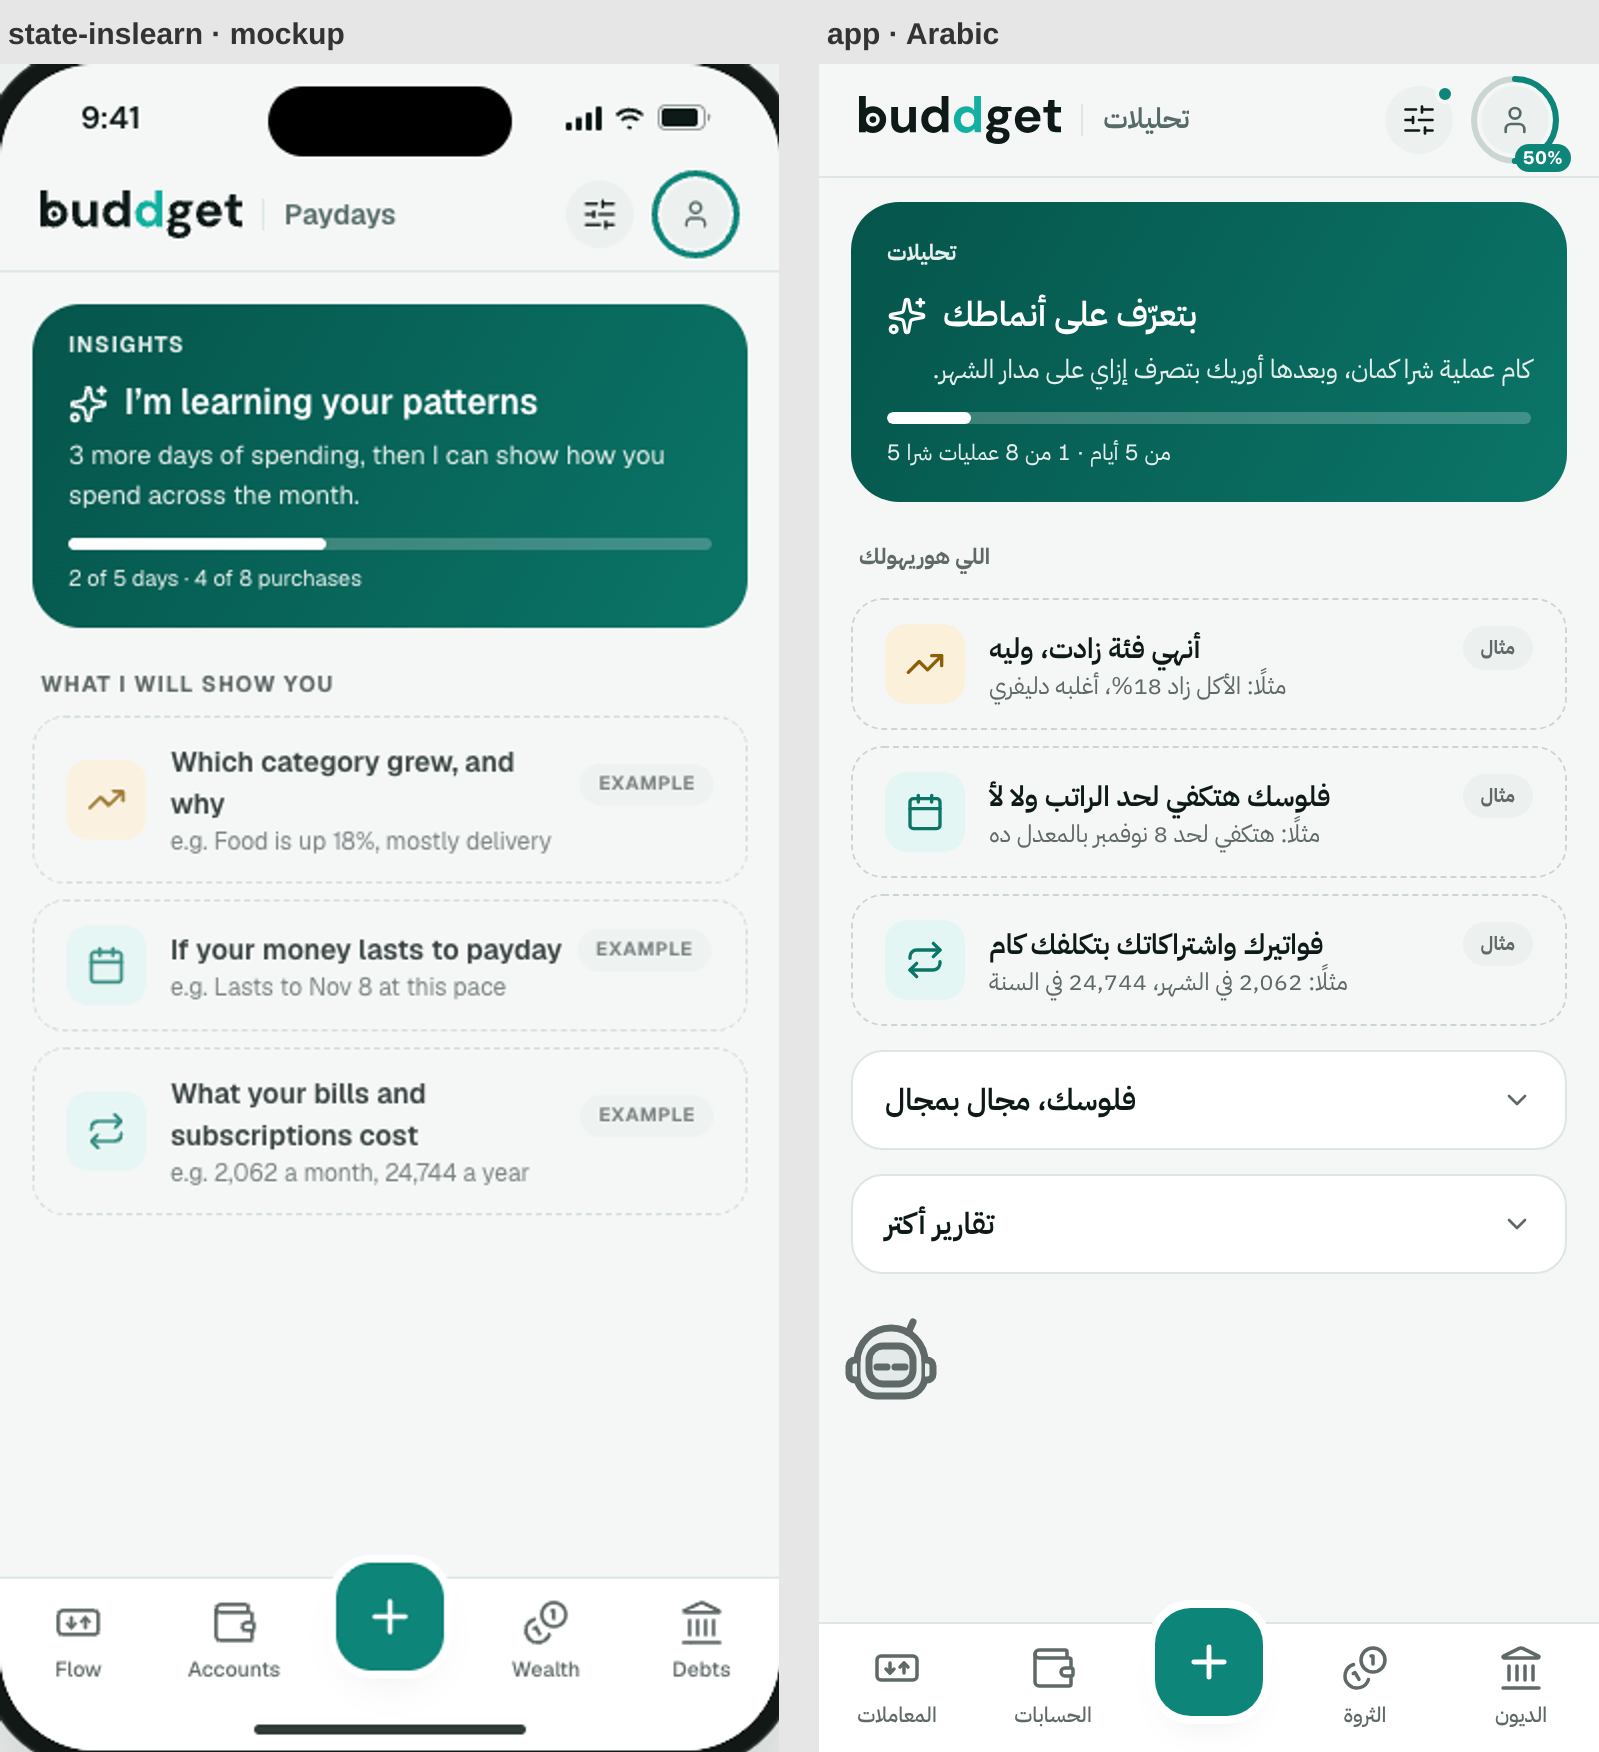 state-inslearn · mockup
9:41
buddget
Paydays
INSIGHTS
I'm learning your patterns
3 more days of spending, then I can show how you
spend across the month.
2 of 5 days · 4 of 8 purchases
WHAT I WILL SHOW YOU
Which category grew, and
why
EXAMPLE
e.g. Food is up 18%, mostly delivery
If your money lasts to payday
EXAMPLE
e.g. Lasts to Nov 8 at this pace
What your bills and
subscriptions cost
EXAMPLE
e.g. 2,062 a month, 24,744 a year
Flow
Accounts
Wealth
Debts
app · Arabic
buddget
تحليلات
50%
تحليلات
بتعرّف على أنماطك
كام عملية شرا كمان، وبعدها أوريك بتصرف إزاي على مدار الشهر.
5 من 5 أيام · 1 من 8 عمليات شرا
اللي هوريهولك
أنهي فئة زادت، وليه
مثال
مثلًا: الأكل زاد 18%، أغلبه دليفري
فلوسك هتكفي لحد الراتب ولا لأ
مثال
مثلًا: هتكفي لحد 8 نوفمبر بالمعدل ده
فواتيرك واشتراكاتك بتكلفك كام
مثال
مثلًا: 2,062 في الشهر، 24,744 في السنة
فلوسك، مجال بمجال
تقارير أكتر
المعاملات
الحسابات
الثروة
الديون